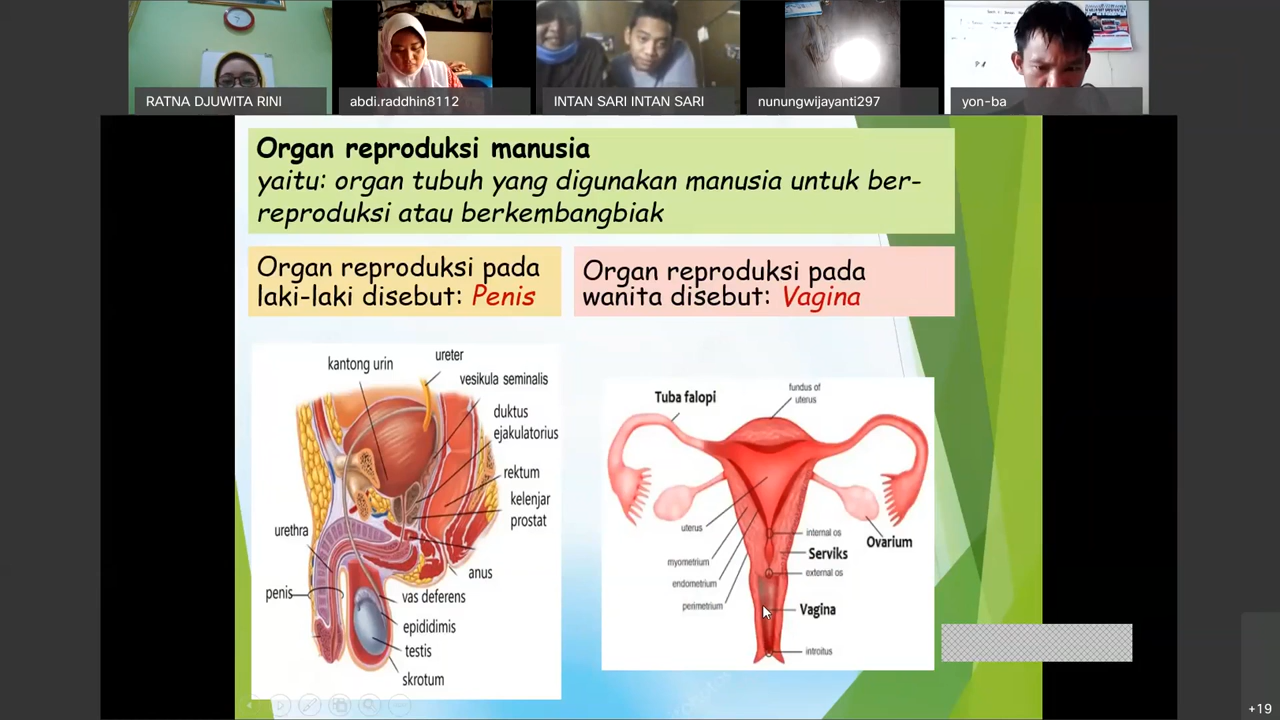 RATNA DJUWITA RINI
abdi.raddhin8112
INTAN SARI INTAN SARI
nunungwijayanti297
yon-ba
Organ reproduksi manusia
yaitu: organ tubuh yang digunakan manusia untuk ber-
reproduksi atau berkembangbiak
Organ reproduksi pada
laki-laki disebut: Penis
Organ reproduksi pada
wanita disebut: Vagina
kantong urin
ureter
vesikula seminalis
duktus
ejakulatorius
rektum
kelenjar
prostat
urethra
anus
penis
vas deferens
epididimis
testis
skrotum
Tuba falopi
fundus of
uterus
uterus
internal os
Ovarium
Serviks
myometrium
external os
endometrium
perimetrium
Vagina
introitus
+19